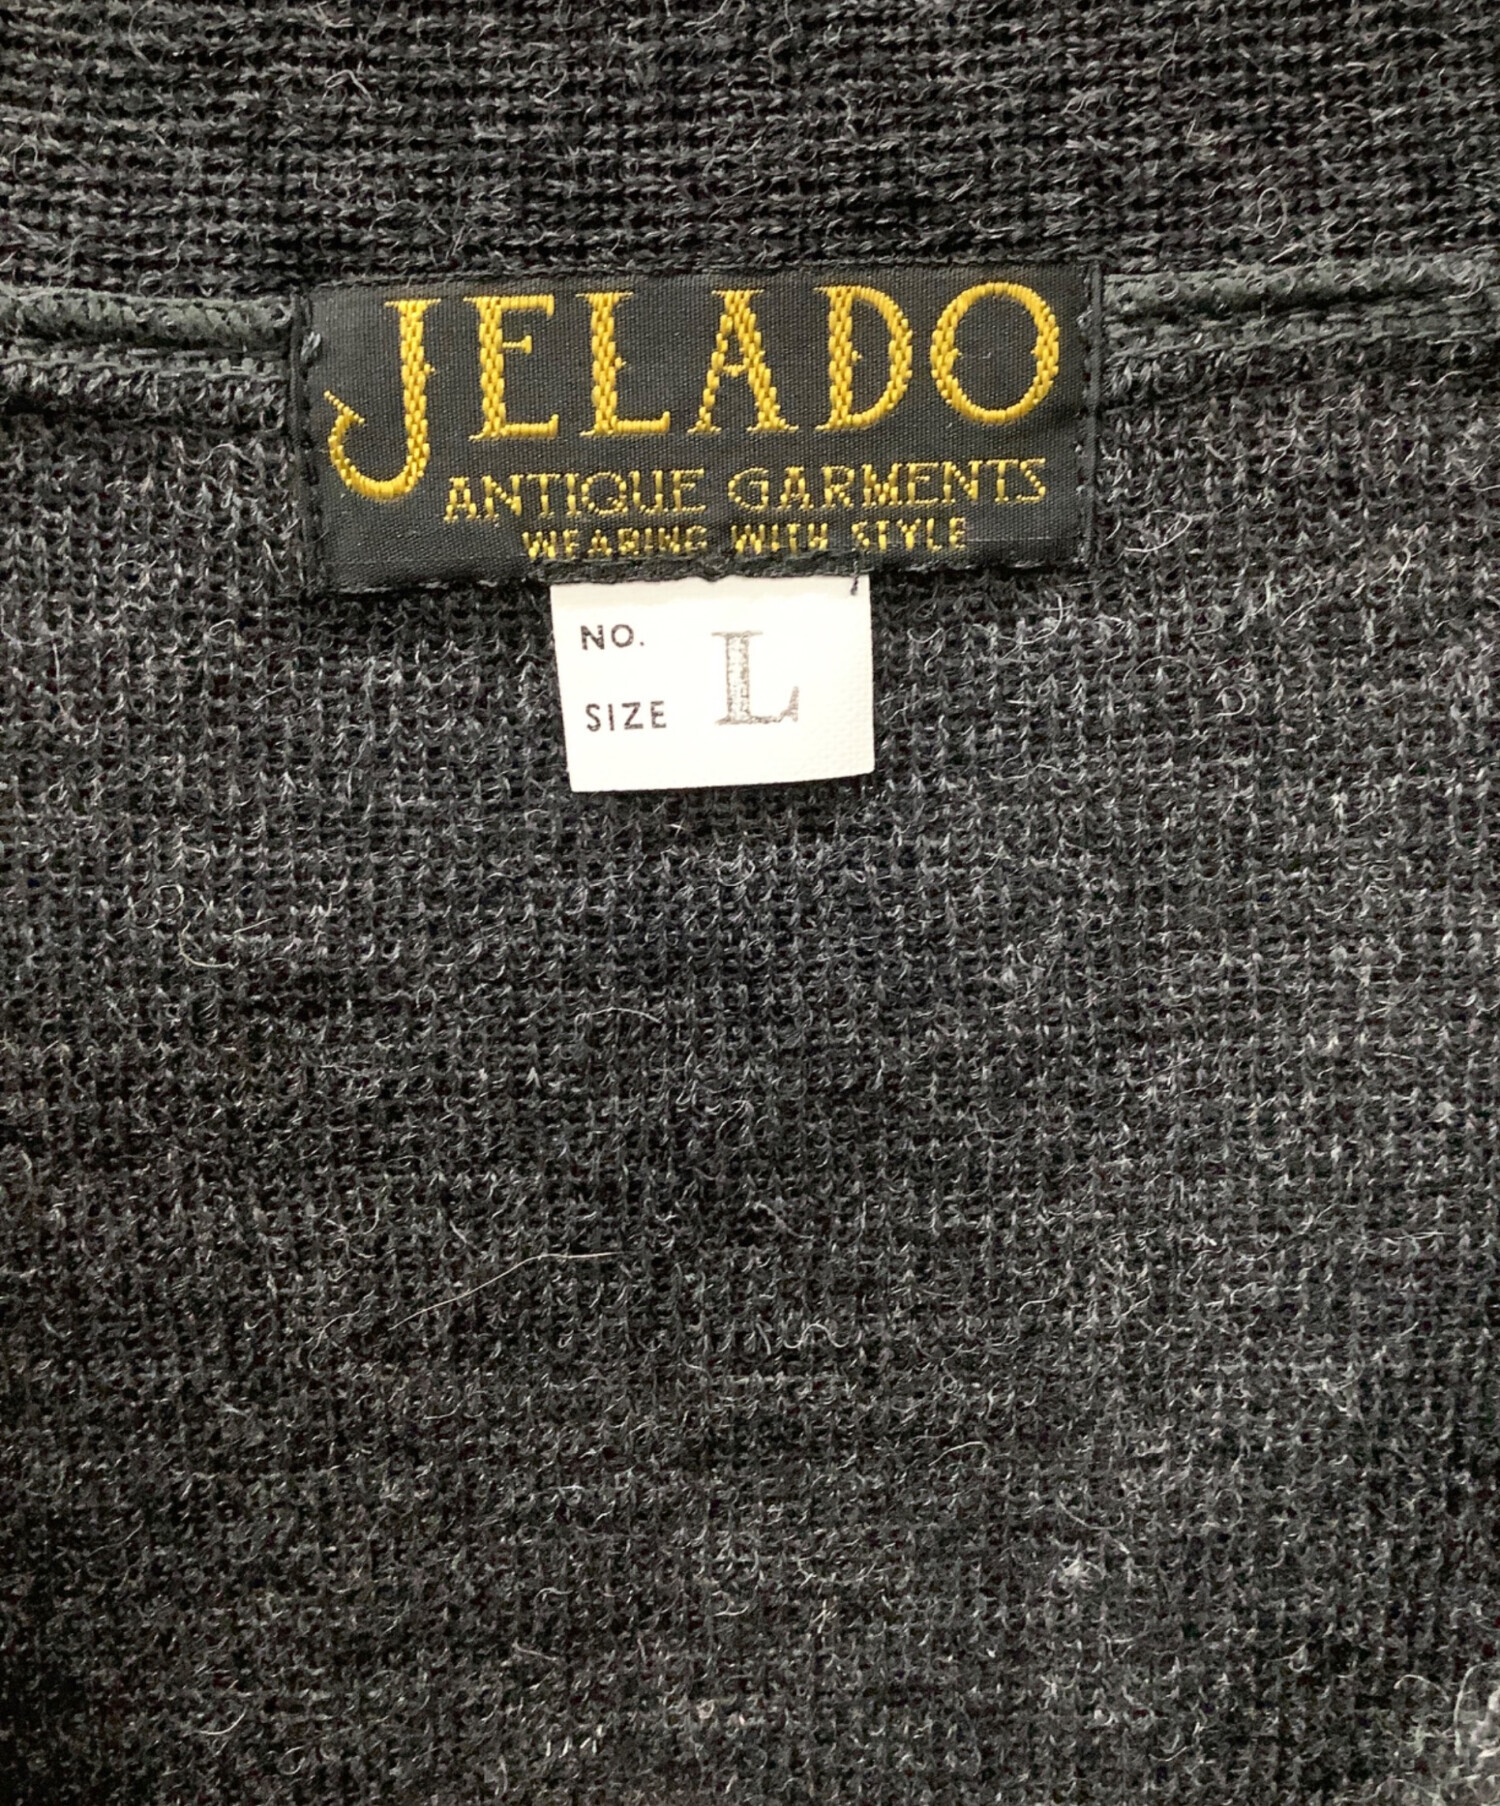 JELADO
ANTIQUE GARMENTS
WEARING WITH STYLE
NO.
L
SIZE